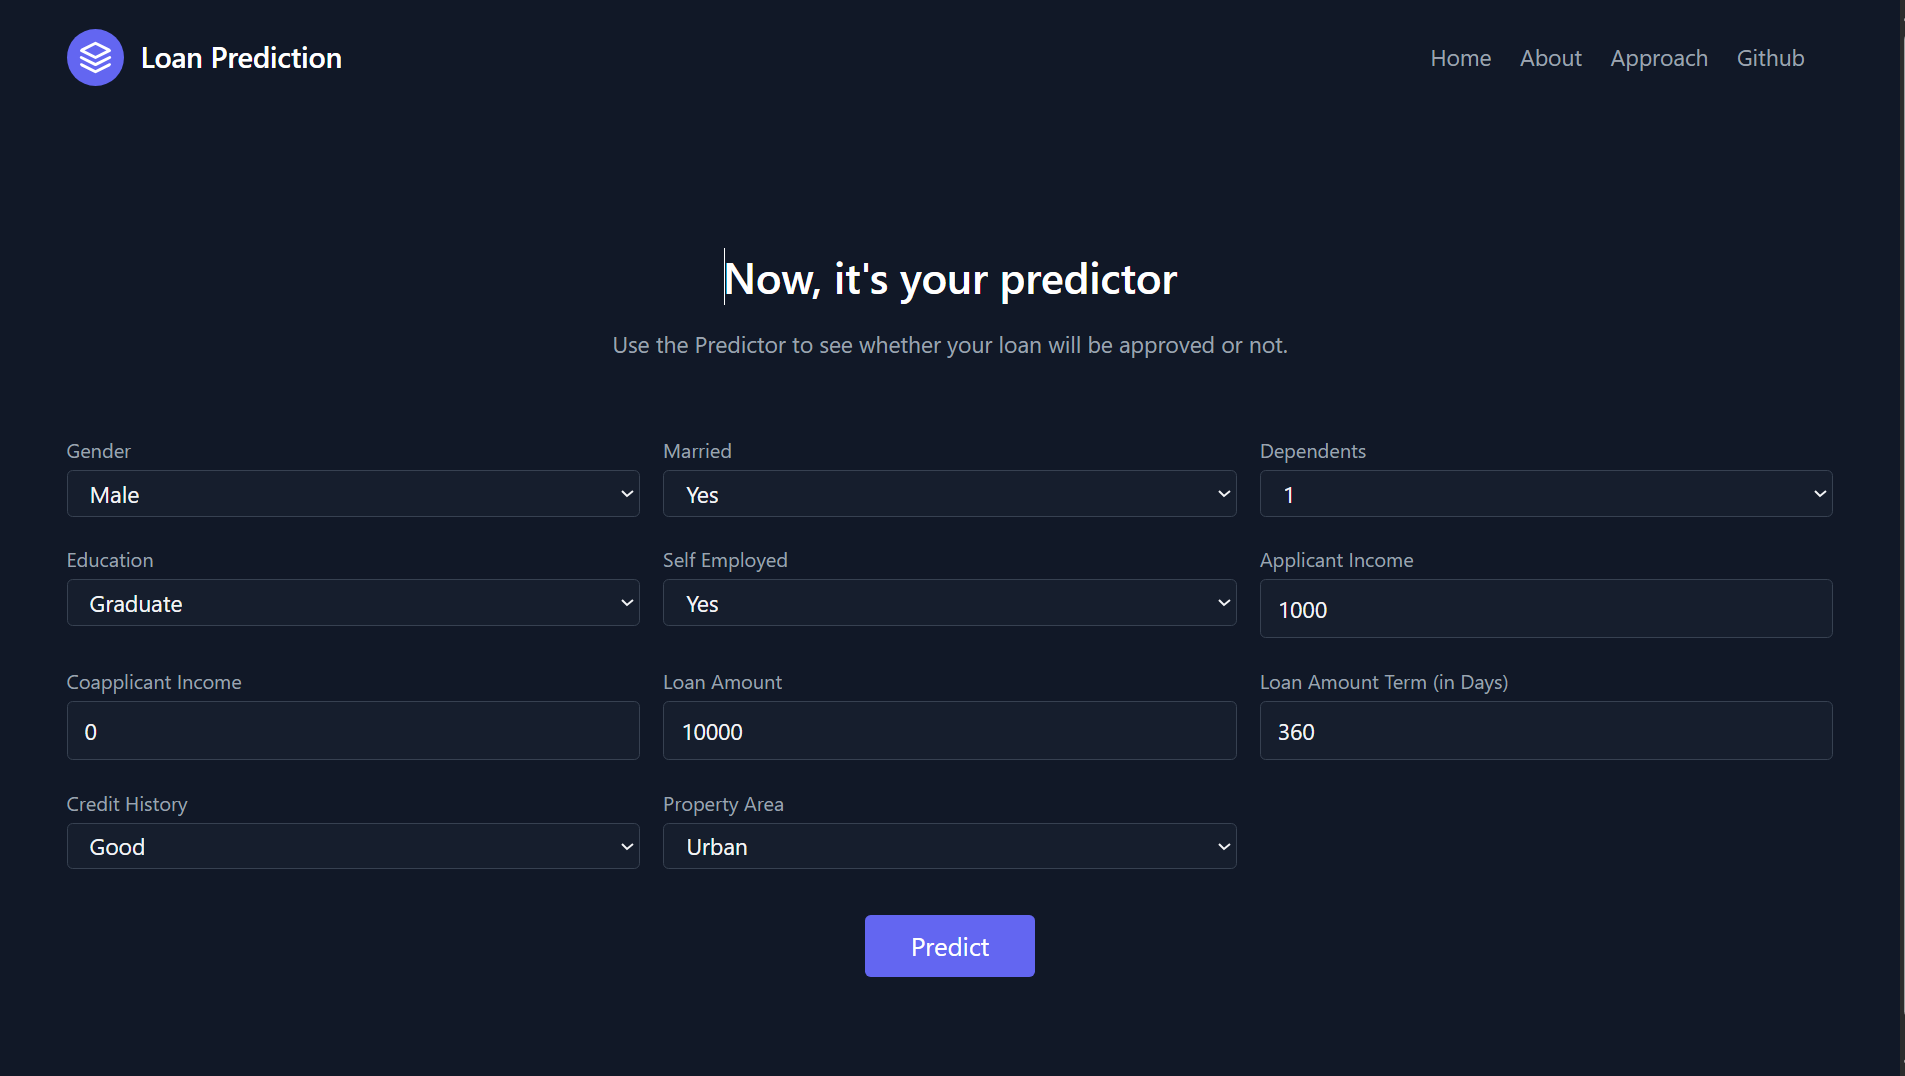 Loan Prediction
Home About Approach Github
Now, it's your predictor
Use the Predictor to see whether your loan will be approved or not.
Gender Married Dependents
Male Yes 1
Education Self Employed Applicant Income
Graduate Yes 1000
Coapplicant Income Loan Amount Loan Amount Term (in Days)
0 10000 360
Credit History Property Area
Good Urban
Predict